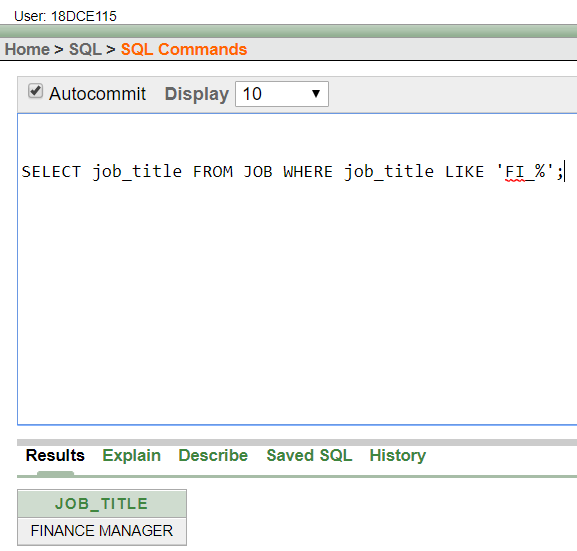 User: 18DCE115
Home > SQL > SQL Commands
Autocommit Display 10
SELECT job_title FROM JOB WHERE job_title LIKE 'FI_%';
Results Explain Describe Saved SQL History
JOB_TITLE
FINANCE MANAGER